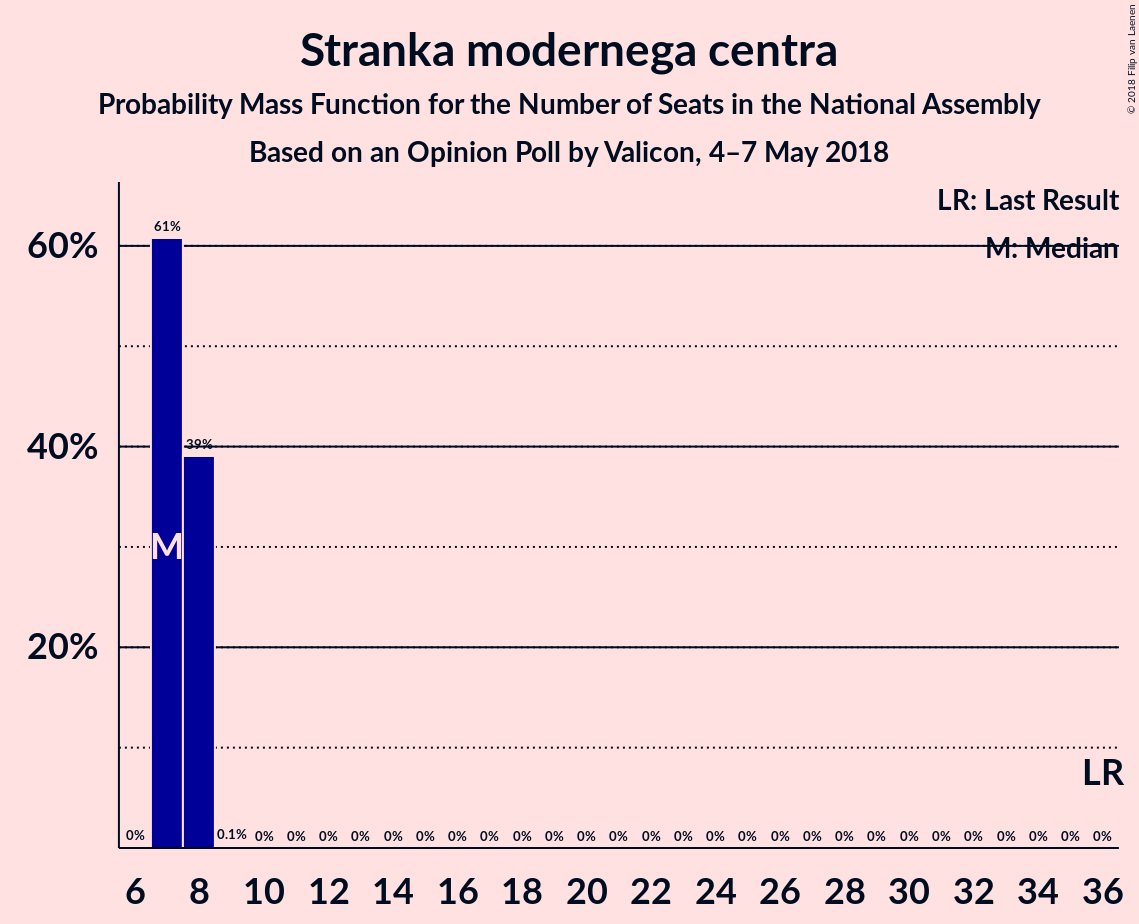 Stranka modernega centra
Probability Mass Function for the Number of Seats in the National Assembly
Based on an Opinion Poll by Valicon, 4–7 May 2018
© 2018 Filip van Laenen
LR: Last Result
M: Median
60%
40%
20%
61%
39%
M
LR
0% 0.1% 0% 0% 0% 0% 0% 0% 0% 0% 0% 0% 0% 0% 0% 0% 0% 0% 0% 0% 0% 0% 0% 0% 0% 0% 0% 0% 0%
6 8 10 12 14 16 18 20 22 24 26 28 30 32 34 36